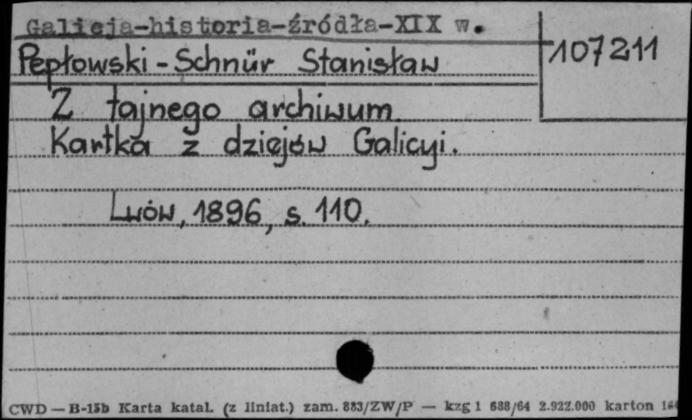 Galicja-historia-źródła-XIX w.
107211
Pepłowski-Schnür Stanisław
Z tajnego archiwum.
Kartka z dziejów Galicyi.
Lwów, 1896, s. 110.
CWD — B-15b Karta katal. (z liniat.) zam. 883/ZW/P — kzg 1 688/64 2.922.000 karton